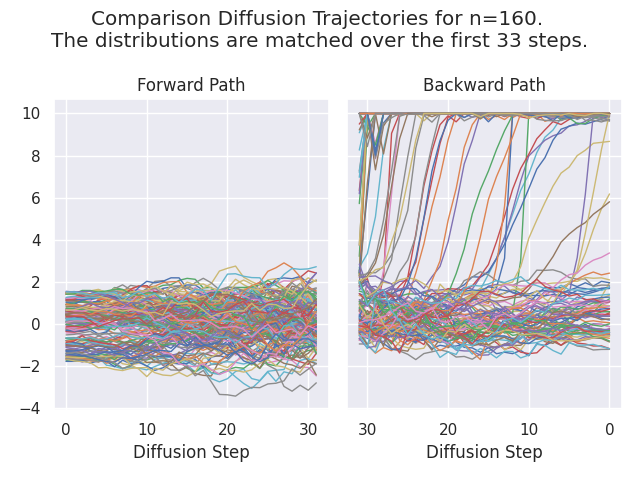 Comparison Diffusion Trajectories for n=160.
The distributions are matched over the first 33 steps.
Forward Path
Backward Path
10
8
6
4
2
0
−2
−4
0
10
20
30
30
20
10
0
Diffusion Step
Diffusion Step